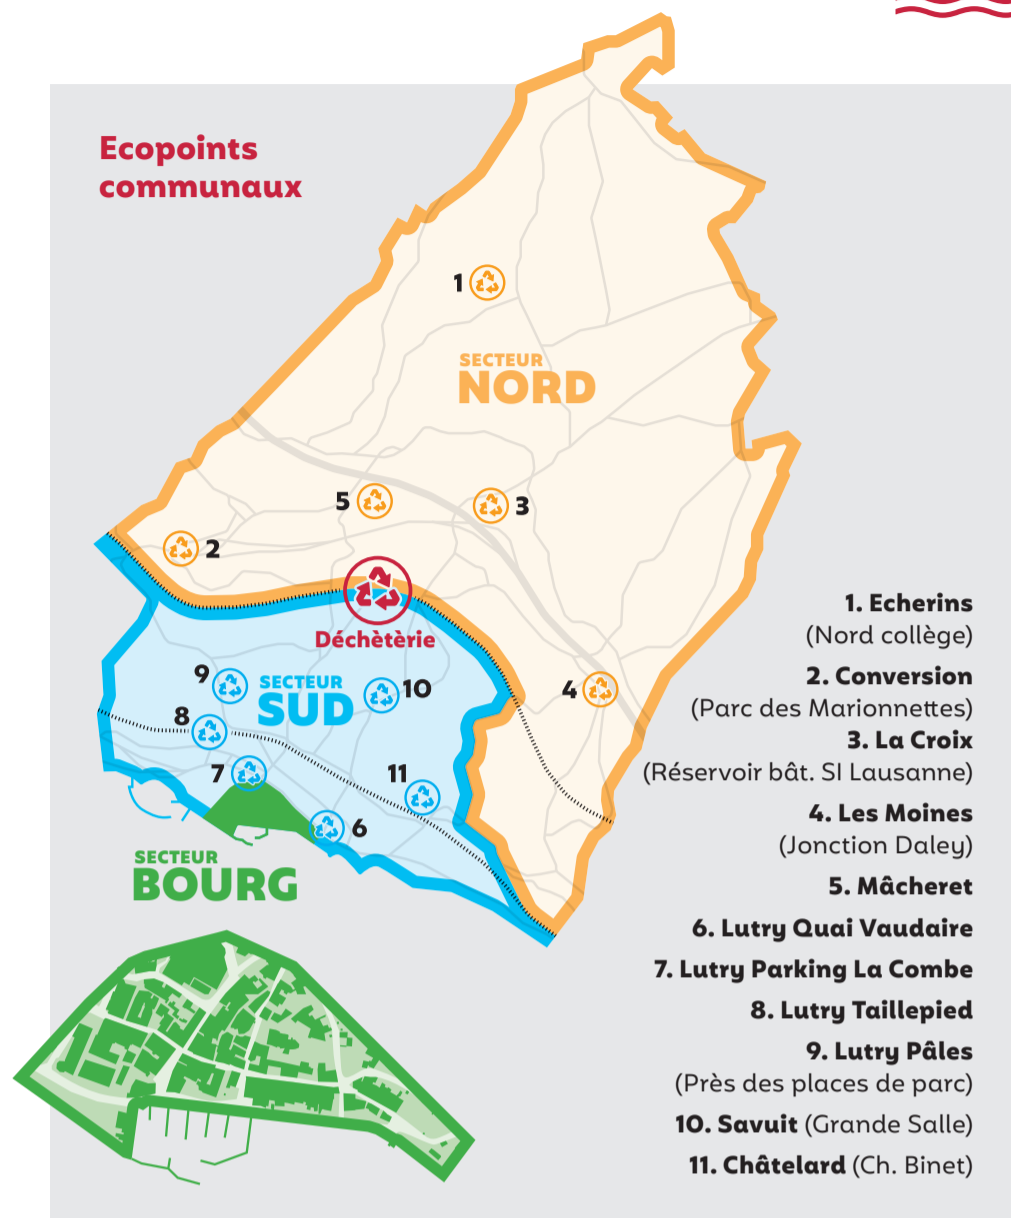 Ecopoints
communaux
1
SECTEUR
NORD
5
3
2
Déchètèrie
9
SECTEUR
SUD
10
4
8
7
11
6
SECTEUR
BOURG
1. Echerins
(Nord collège)
2. Conversion
(Parc des Marionnettes)
3. La Croix
(Réservoir bât. SI Lausanne)
4. Les Moines
(Jonction Daley)
5. Mâcheret
6. Lutry Quai Vaudaire
7. Lutry Parking La Combe
8. Lutry Taillepied
9. Lutry Pâles
(Près des places de parc)
10. Savuit (Grande Salle)
11. Châtelard (Ch. Binet)